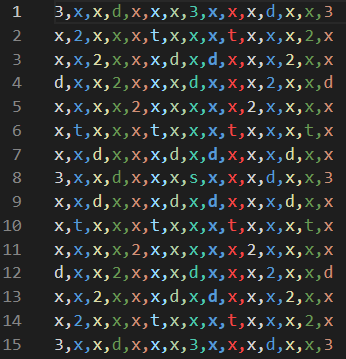 1 3,x,x,d,x,x,x,3,x,x,x,d,x,x,3
2 x,2,x,x,x,t,x,x,x,t,x,x,x,2,x
3 x,x,2,x,x,x,d,x,d,x,x,x,2,x,x
4 d,x,x,2,x,x,x,d,x,x,x,2,x,x,d
5 x,x,x,x,2,x,x,x,x,x,2,x,x,x,x
6 x,t,x,x,x,t,x,x,x,t,x,x,x,t,x
7 x,x,d,x,x,x,d,x,d,x,x,x,d,x,x
8 3,x,x,d,x,x,x,s,x,x,x,d,x,x,3
9 x,x,d,x,x,x,d,x,d,x,x,x,d,x,x
10 x,t,x,x,x,t,x,x,x,t,x,x,x,t,x
11 x,x,x,x,2,x,x,x,x,x,2,x,x,x,x
12 d,x,x,2,x,x,x,d,x,x,x,2,x,x,d
13 x,x,2,x,x,x,d,x,d,x,x,x,2,x,x
14 x,2,x,x,x,t,x,x,x,t,x,x,x,2,x
15 3,x,x,d,x,x,x,3,x,x,x,d,x,x,3